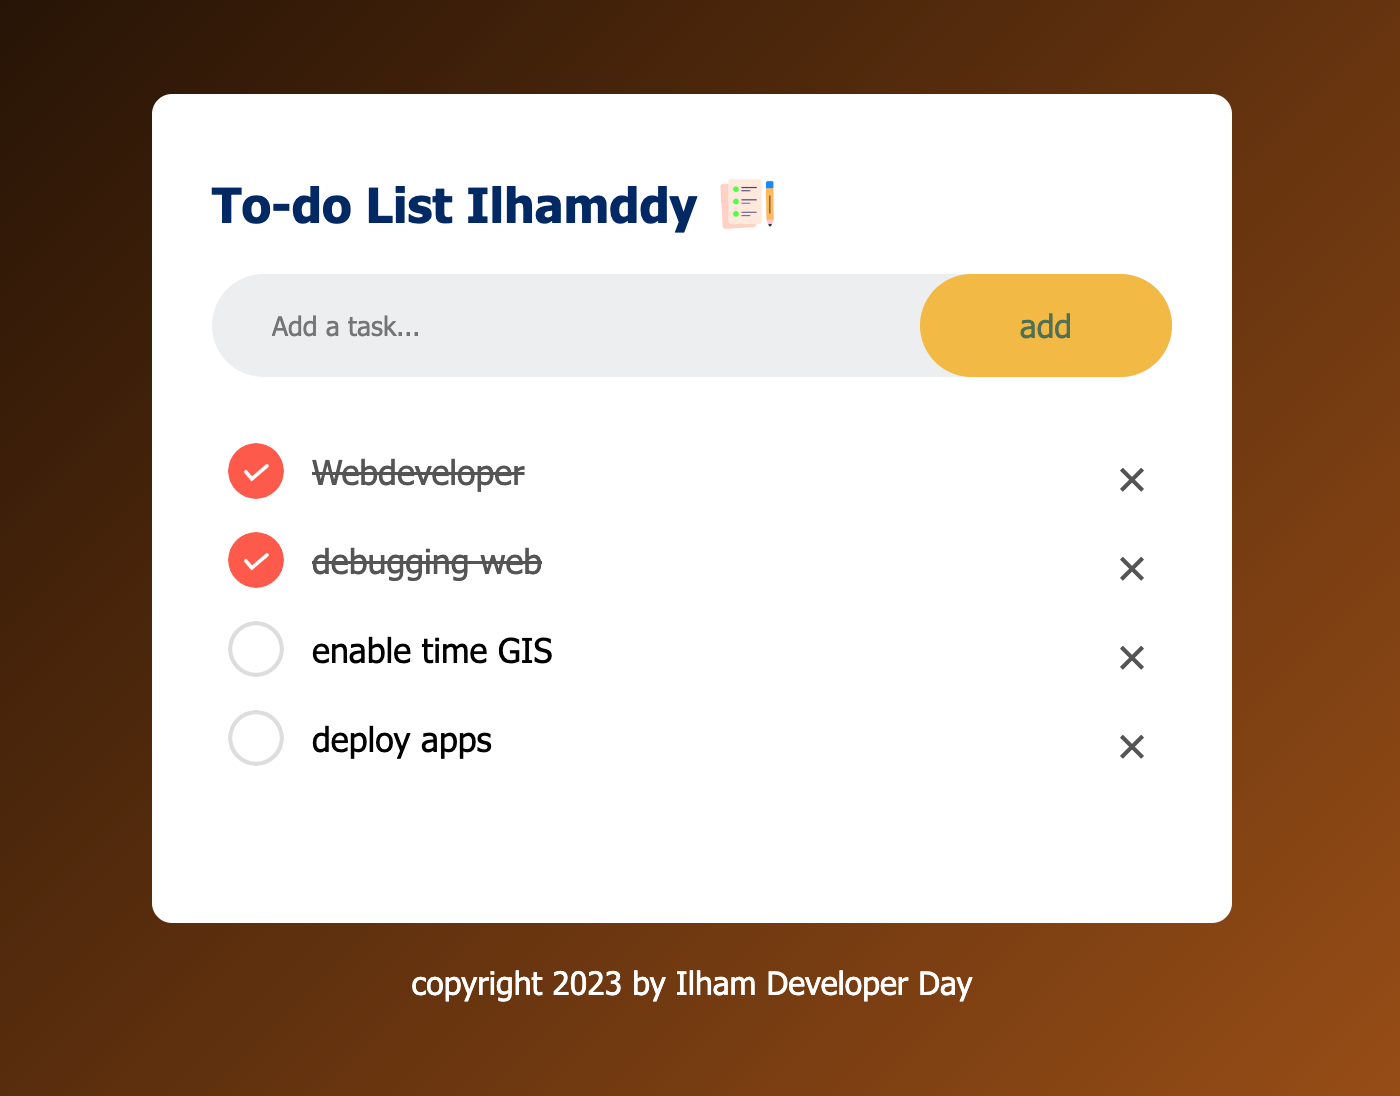 To-do List Ilhamddy
Add a task...
add
Webdeveloper
debugging web
enable time GIS
deploy apps
copyright 2023 by Ilham Developer Day